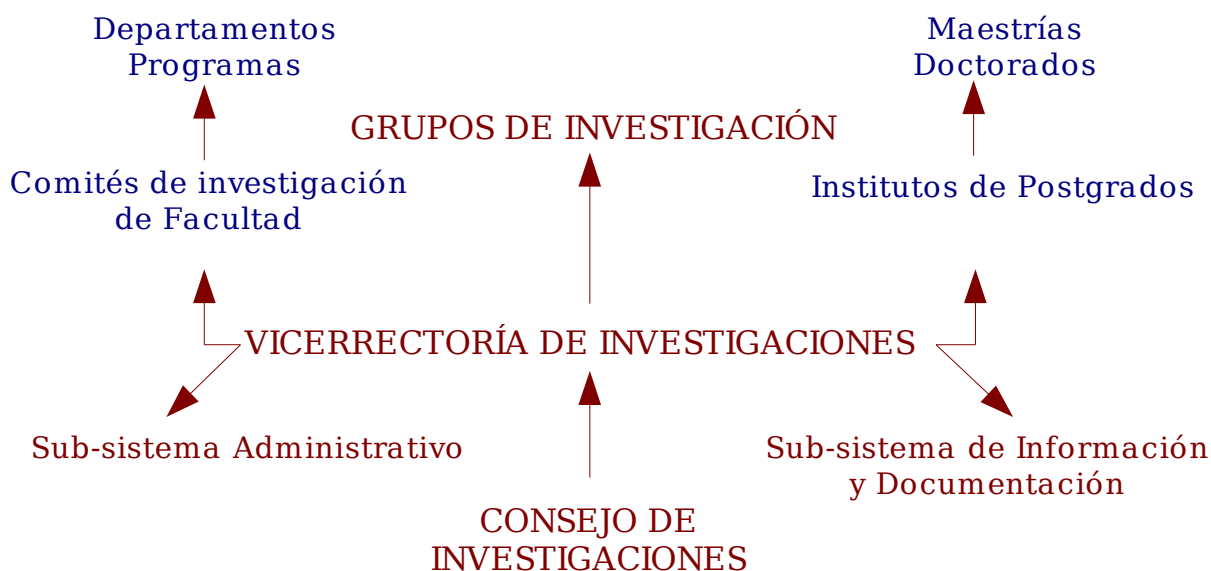 Departamentos
Programas
Maestrías
Doctorados
GRUPOS DE INVESTIGACIÓN
Comités de investigación
de Facultad
Institutos de Postgrados
VICERRECTORÍA DE INVESTIGACIONES
Sub-sistema Administrativo
Sub-sistema de Información
y Documentación
CONSEJO DE
INVESTIGACIONES